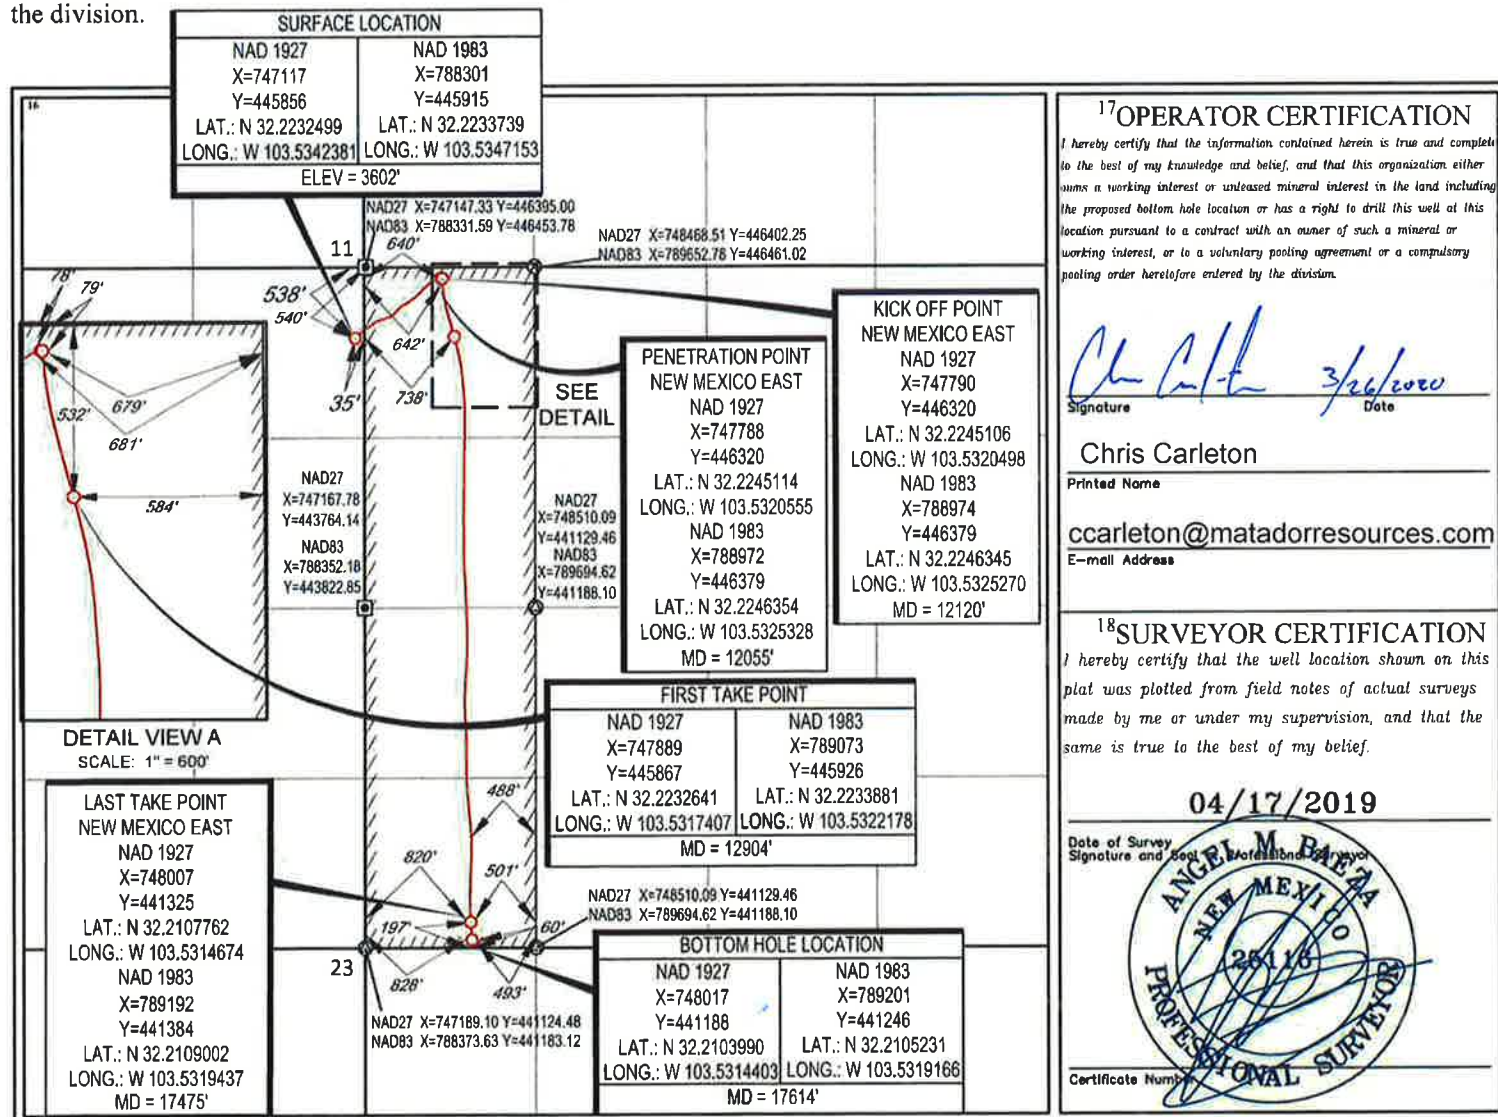 the division.
SURFACE LOCATION
NAD 1927
X=747117
Y=445856
LAT.: N 32.2232499
LONG.: W 103.5342381
NAD 1983
X=788301
Y=445915
LAT.: N 32.2233739
LONG.: W 103.5347153
ELEV = 3602'
16
NAD27 X=747147.33 Y=446395.00
NAD83 X=788331.59 Y=446453.78
11
640'
NAD27 X=748468.51 Y=446402.25
NAD83 X=789652.78 Y=446461.02
538'
540'
642'
35'
738'
SEE
DETAIL
78'
79'
679'
532'
681'
584'
DETAIL VIEW A
SCALE: 1" = 600'
NAD27
X=747167.78
Y=443764.14
NAD83
X=788352.18
Y=443822.85
NAD27
X=748510.09
Y=441129.46
NAD83
X=789694.62
Y=441188.10
PENETRATION POINT
NEW MEXICO EAST
NAD 1927
X=747788
Y=446320
LAT.: N 32.2245114
LONG.: W 103.5320555
NAD 1983
X=788972
Y=446379
LAT.: N 32.2246354
LONG.: W 103.5325328
MD = 12055'
KICK OFF POINT
NEW MEXICO EAST
NAD 1927
X=747790
Y=446320
LAT.: N 32.2245106
LONG.: W 103.5320498
NAD 1983
X=788974
Y=446379
LAT.: N 32.2246345
LONG.: W 103.5325270
MD = 12120'
FIRST TAKE POINT
NAD 1927
X=747889
Y=445867
LAT.: N 32.2232641
LONG.: W 103.5317407
NAD 1983
X=789073
Y=445926
LAT.: N 32.2233881
LONG.: W 103.5322178
MD = 12904'
LAST TAKE POINT
NEW MEXICO EAST
NAD 1927
X=748007
Y=441325
LAT.: N 32.2107762
LONG.: W 103.5314674
NAD 1983
X=789192
Y=441384
LAT.: N 32.2109002
LONG.: W 103.5319437
MD = 17475'
488'
820'
501'
197'
60'
23
828'
493'
NAD27 X=748510.09 Y=441129.46
NAD83 X=789694.62 Y=441188.10
NAD27 X=747189.10 Y=441124.48
NAD83 X=788373.63 Y=441183.12
BOTTOM HOLE LOCATION
NAD 1927
X=748017
Y=441188
LAT.: N 32.2103990
LONG.: W 103.5314403
NAD 1983
X=789201
Y=441246
LAT.: N 32.2105231
LONG.: W 103.5319166
MD = 17614'
17 OPERATOR CERTIFICATION
I hereby certify that the information contained herein is true and complete
to the best of my knowledge and belief, and that this organization either
owns a working interest or unleased mineral interest in the land including
the proposed bottom hole location or has a right to drill this well at this
location pursuant to a contract with an owner of such a mineral or
working interest, or to a voluntary pooling agreement or a compulsory
pooling order heretofore entered by the division.
3/26/2020
Signature Date
Chris Carleton
Printed Name
ccarleton@matadorresources.com
E-mail Address
18 SURVEYOR CERTIFICATION
I hereby certify that the well location shown on this
plat was plotted from field notes of actual surveys
made by me or under my supervision, and that the
same is true to the best of my belief.
04/17/2019
Date of Survey
Signature and Seal of Professional Surveyor
ANGEL M. BAEZA
NEW MEXICO
25116
PROFESSIONAL SURVEYOR
Certificate Number